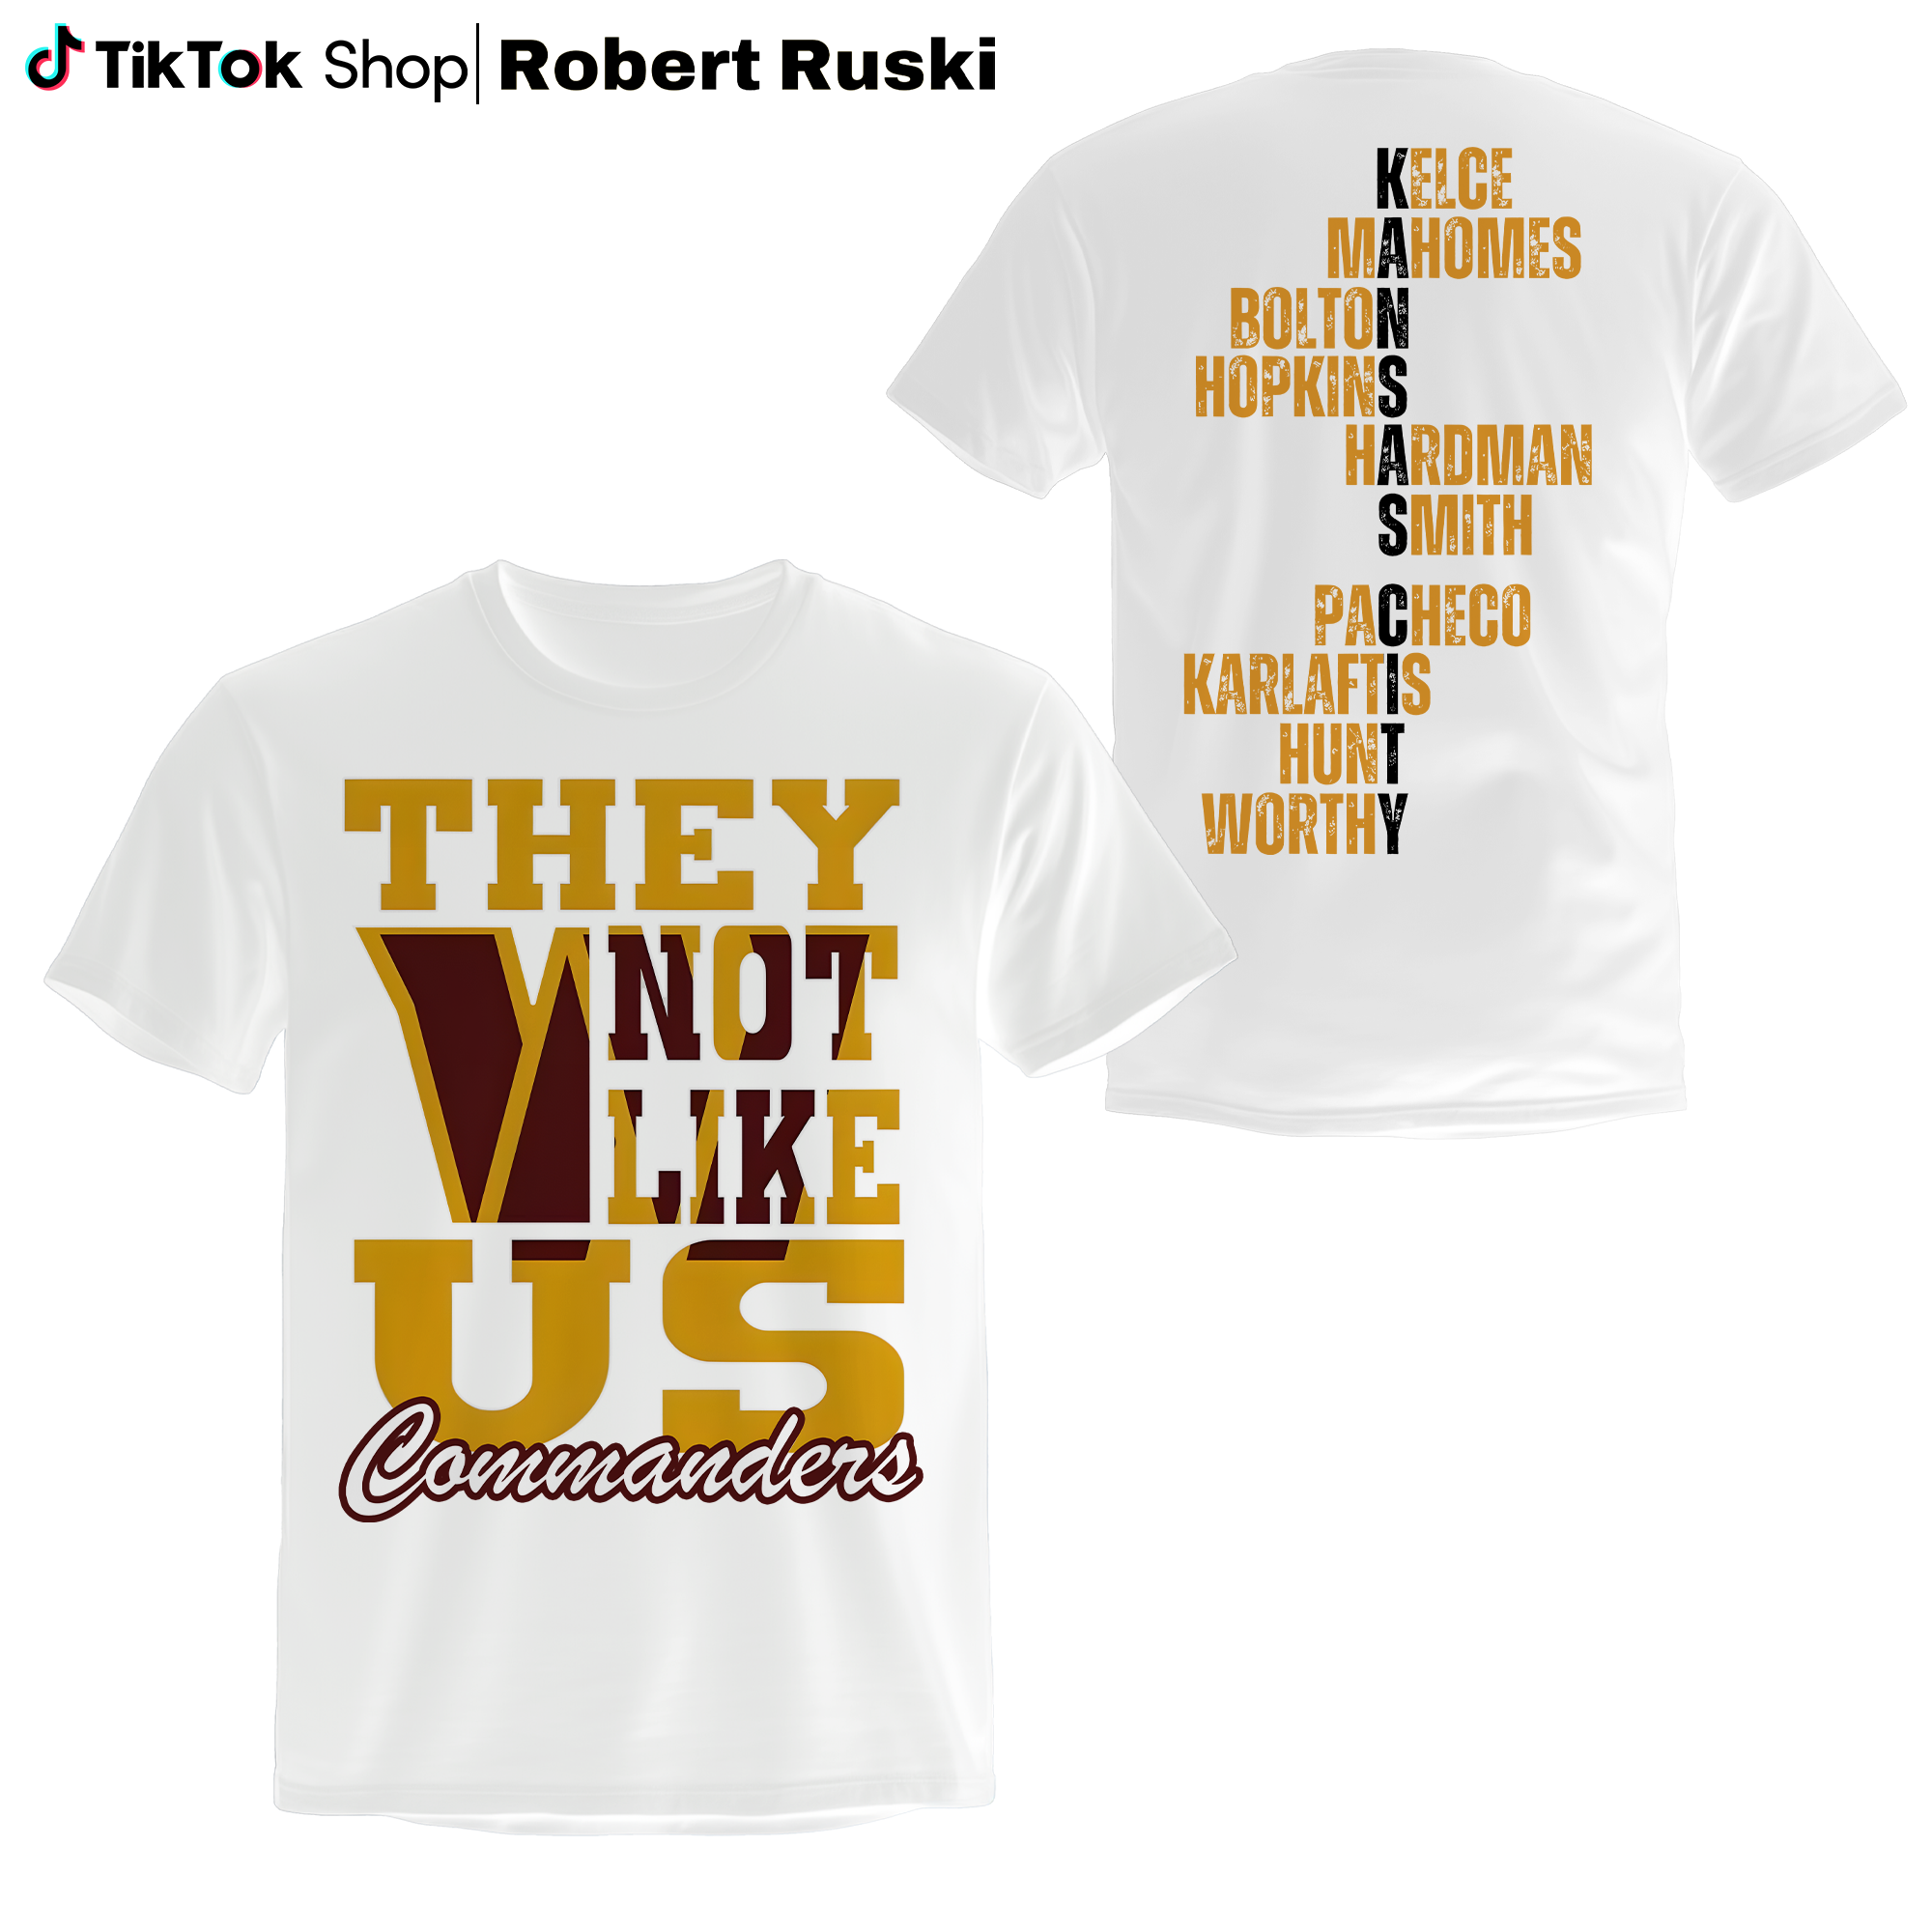 TikTok Shop | Robert Ruski
KELCE
MAHOMES
BOLTON
HOPKINS
HARDMAN
SMITH
PACHECO
KARLAFTIS
HUNT
WORTHY
THEY
NOT
LIKE
US
Commanders